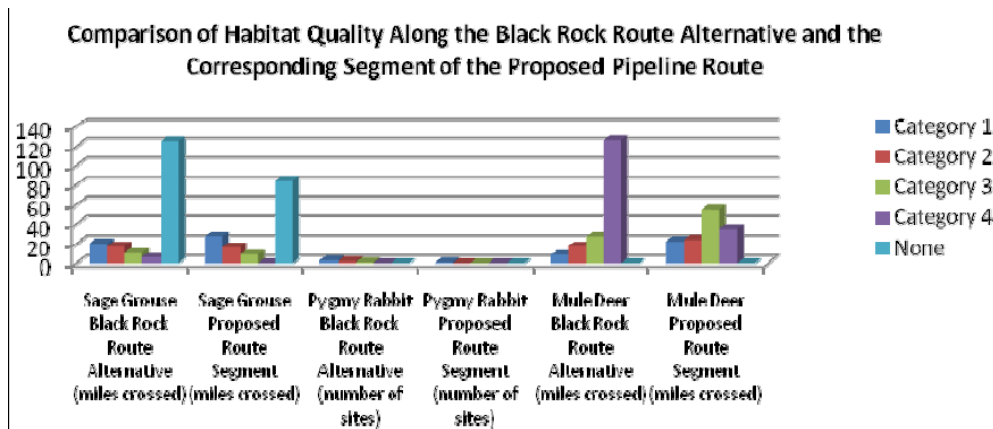 Comparison of Habitat Quality Along the Black Rock Route Alternative and the
Corresponding Segment of the Proposed Pipeline Route
140
120
100
80
60
40
20
0
Sage Grouse
Black Rock
Route
Alternative
(miles crossed)
Sage Grouse
Proposed
Route
Segment
(miles crossed)
Pygmy Rabbit
Black Rock
Route
Alternative
(number of
sites)
Pygmy Rabbit
Proposed
Route
Segment
(number of
sites)
Mule Deer
Black Rock
Route
Alternative
(miles crossed)
Mule Deer
Proposed
Route
Segment
(miles crossed)
Category 1
Category 2
Category 3
Category 4
None